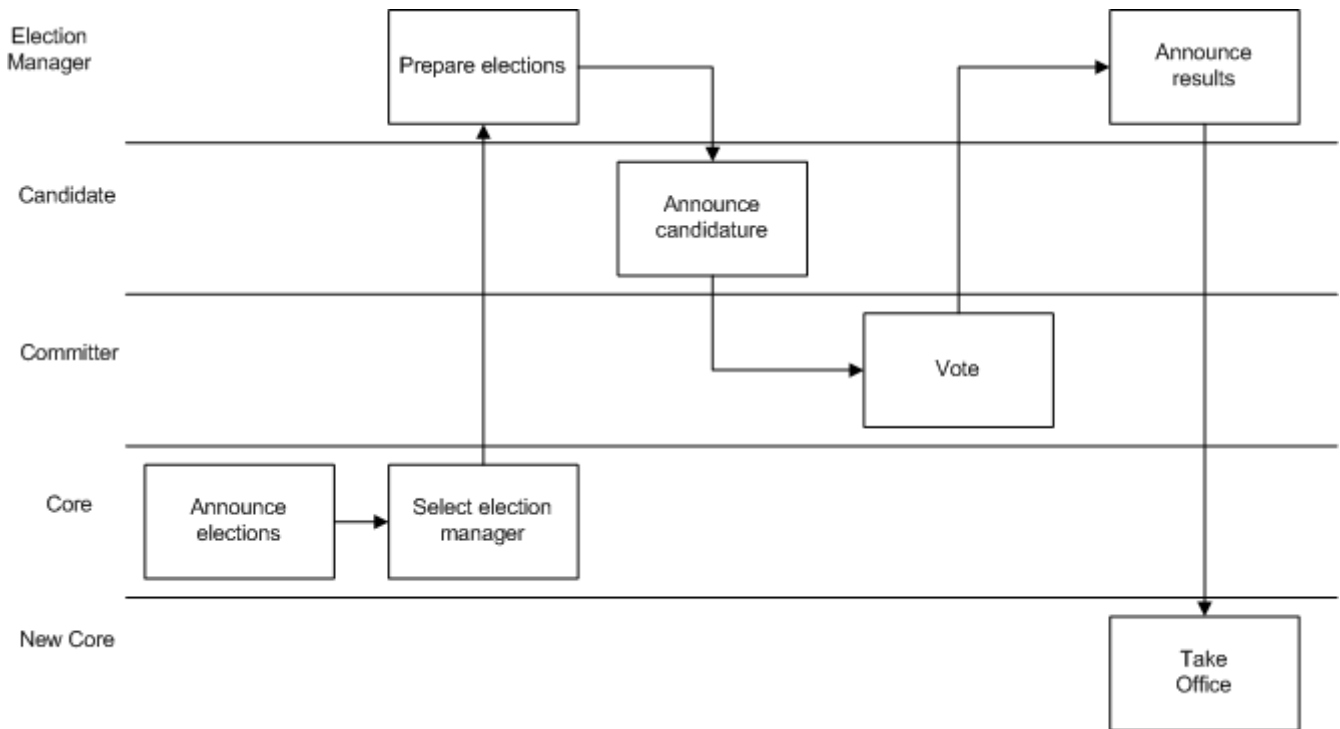 Election
Manager
Prepare elections
Announce
results
Candidate
Announce
candidature
Committer
Vote
Core
Announce
elections
Select election
manager
New Core
Take
Office